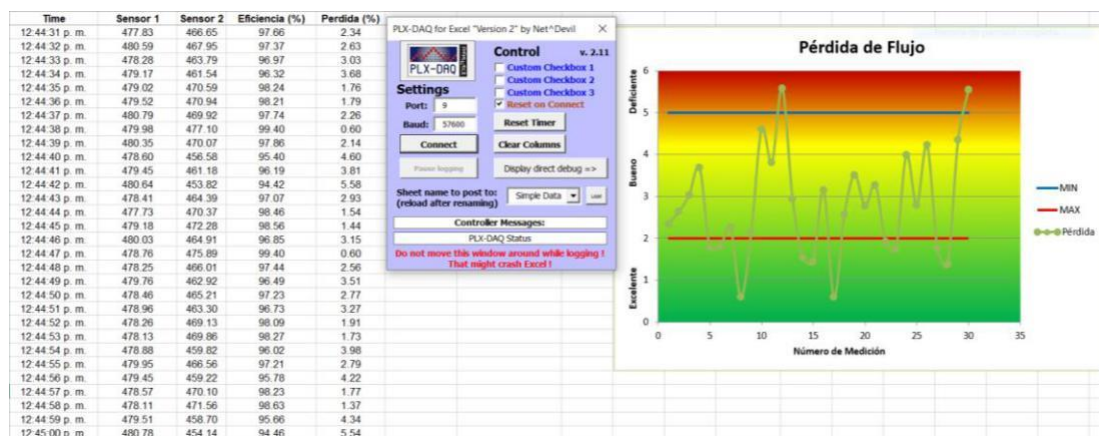 Time Sensor 1 Sensor 2 Eficiencia (%) Perdida (%)
12:44:31 p. m. 477.83 466.65 97.66 2.34
12:44:32 p. m. 480.59 467.95 97.37 2.63
12:44:33 p. m. 478.28 463.79 96.97 3.03
12:44:34 p. m. 479.17 461.54 96.32 3.68
12:44:35 p. m. 479.02 470.59 98.24 1.76
12:44:36 p. m. 479.52 470.94 98.21 1.79
12:44:37 p. m. 480.79 469.92 97.74 2.26
12:44:38 p. m. 479.98 477.10 99.40 0.60
12:44:39 p. m. 480.35 470.07 97.86 2.14
12:44:40 p. m. 478.60 456.58 95.40 4.60
12:44:41 p. m. 479.45 461.18 96.19 3.81
12:44:42 p. m. 480.64 453.82 94.42 5.58
12:44:43 p. m. 478.41 464.39 97.07 2.93
12:44:44 p. m. 477.73 470.37 98.46 1.54
12:44:45 p. m. 479.18 472.28 98.56 1.44
12:44:46 p. m. 480.03 464.91 96.85 3.15
12:44:47 p. m. 478.76 475.89 99.40 0.60
12:44:48 p. m. 478.25 466.01 97.44 2.56
12:44:49 p. m. 479.76 462.92 96.49 3.51
12:44:50 p. m. 478.46 465.21 97.23 2.77
12:44:51 p. m. 478.96 463.30 96.73 3.27
12:44:52 p. m. 478.26 469.13 98.09 1.91
12:44:53 p. m. 478.13 469.86 98.27 1.73
12:44:54 p. m. 478.88 459.82 96.02 3.98
12:44:55 p. m. 479.95 466.56 97.21 2.79
12:44:56 p. m. 479.45 459.22 95.78 4.22
12:44:57 p. m. 478.57 470.10 98.23 1.77
12:44:58 p. m. 478.11 471.56 98.63 1.37
12:44:59 p. m. 479.51 458.70 95.66 4.34
12:45:00 p. m. 480.78 454.14 94.46 5.54
PLX-DAQ for Excel "Version 2" by Net^Devil
PLX-DAQ
Control v. 2.11
Custom Checkbox 1
Custom Checkbox 2
Custom Checkbox 3
Reset on Connect
Settings
Port: 9
Baud: 57600
Reset Timer
Connect
Clear Columns
Pause logging
Display direct debug =>
Sheet name to post to:
(reload after renaming)
Simple Data
Controller Messages:
PLX-DAQ Status
Do not move this window around while logging !
That might crash Excel !
Pérdida de Flujo
Deficiente
Bueno
Excelente
6
5
4
3
2
1
0
0 5 10 15 20 25 30 35
Número de Medición
MIN
MAX
Pérdida